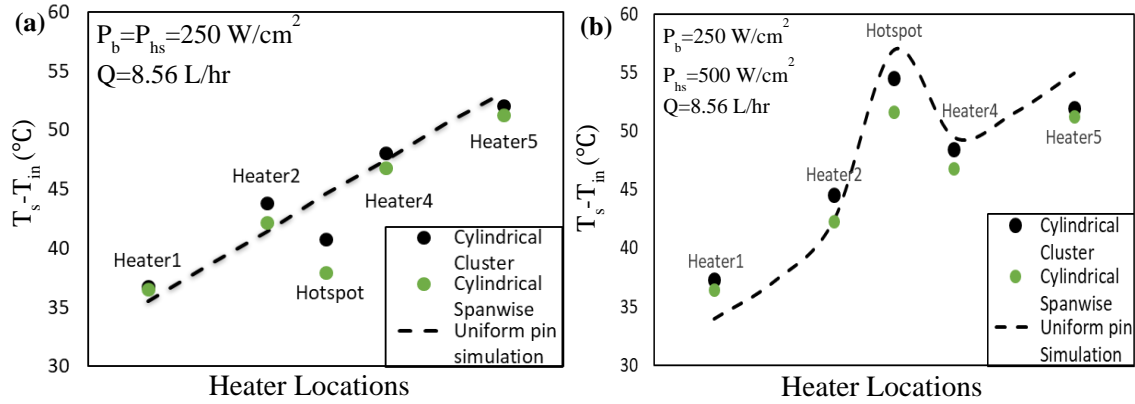 (a)
60
55
50
45
40
35
30
T_s-T_in (°C)
P_b=P_hs=250 W/cm^2
Q=8.56 L/hr
Heater1
Heater2
Hotspot
Heater4
Heater5
Cylindrical
Cluster
Cylindrical
Spanwise
Uniform pin
simulation
Heater Locations
(b)
60
55
50
45
40
35
30
T_s-T_in (°C)
P_b=250 W/cm^2
P_hs=500 W/cm^2
Q=8.56 L/hr
Heater1
Heater2
Hotspot
Heater4
Heater5
Cylindrical
Cluster
Cylindrical
Spanwise
Uniform pin
Simulation
Heater Locations